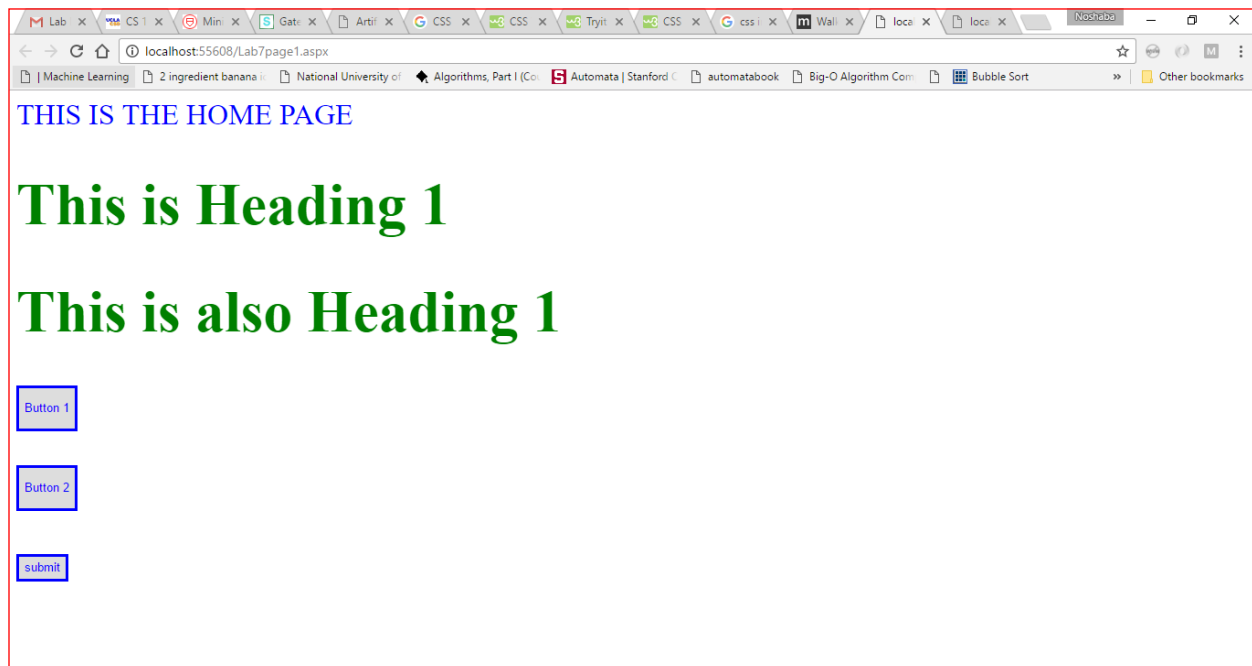 Lab CS 1 Min Gate Artif CSS CSS Tryit CSS css i Wall loca loca Noshaba
localhost:55608/Lab7page1.aspx
| Machine Learning 2 ingredient banana National University of Algorithms, Part I (Co Automata | Stanford automatabook Big-O Algorithm Com Bubble Sort » Other bookmarks
THIS IS THE HOME PAGE
This is Heading 1
This is also Heading 1
Button 1
Button 2
submit